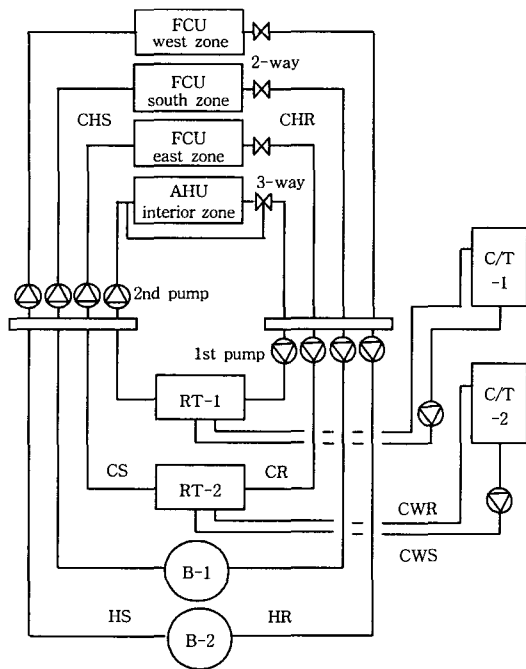 FCU
west zone
2-way
FCU
south zone
CHS
CHR
FCU
east zone
3-way
AHU
interior zone
C/T
-1
2nd pump
1st pump
C/T
-2
RT-1
CS
RT-2
CR
CWR
CWS
B-1
HS
B-2
HR